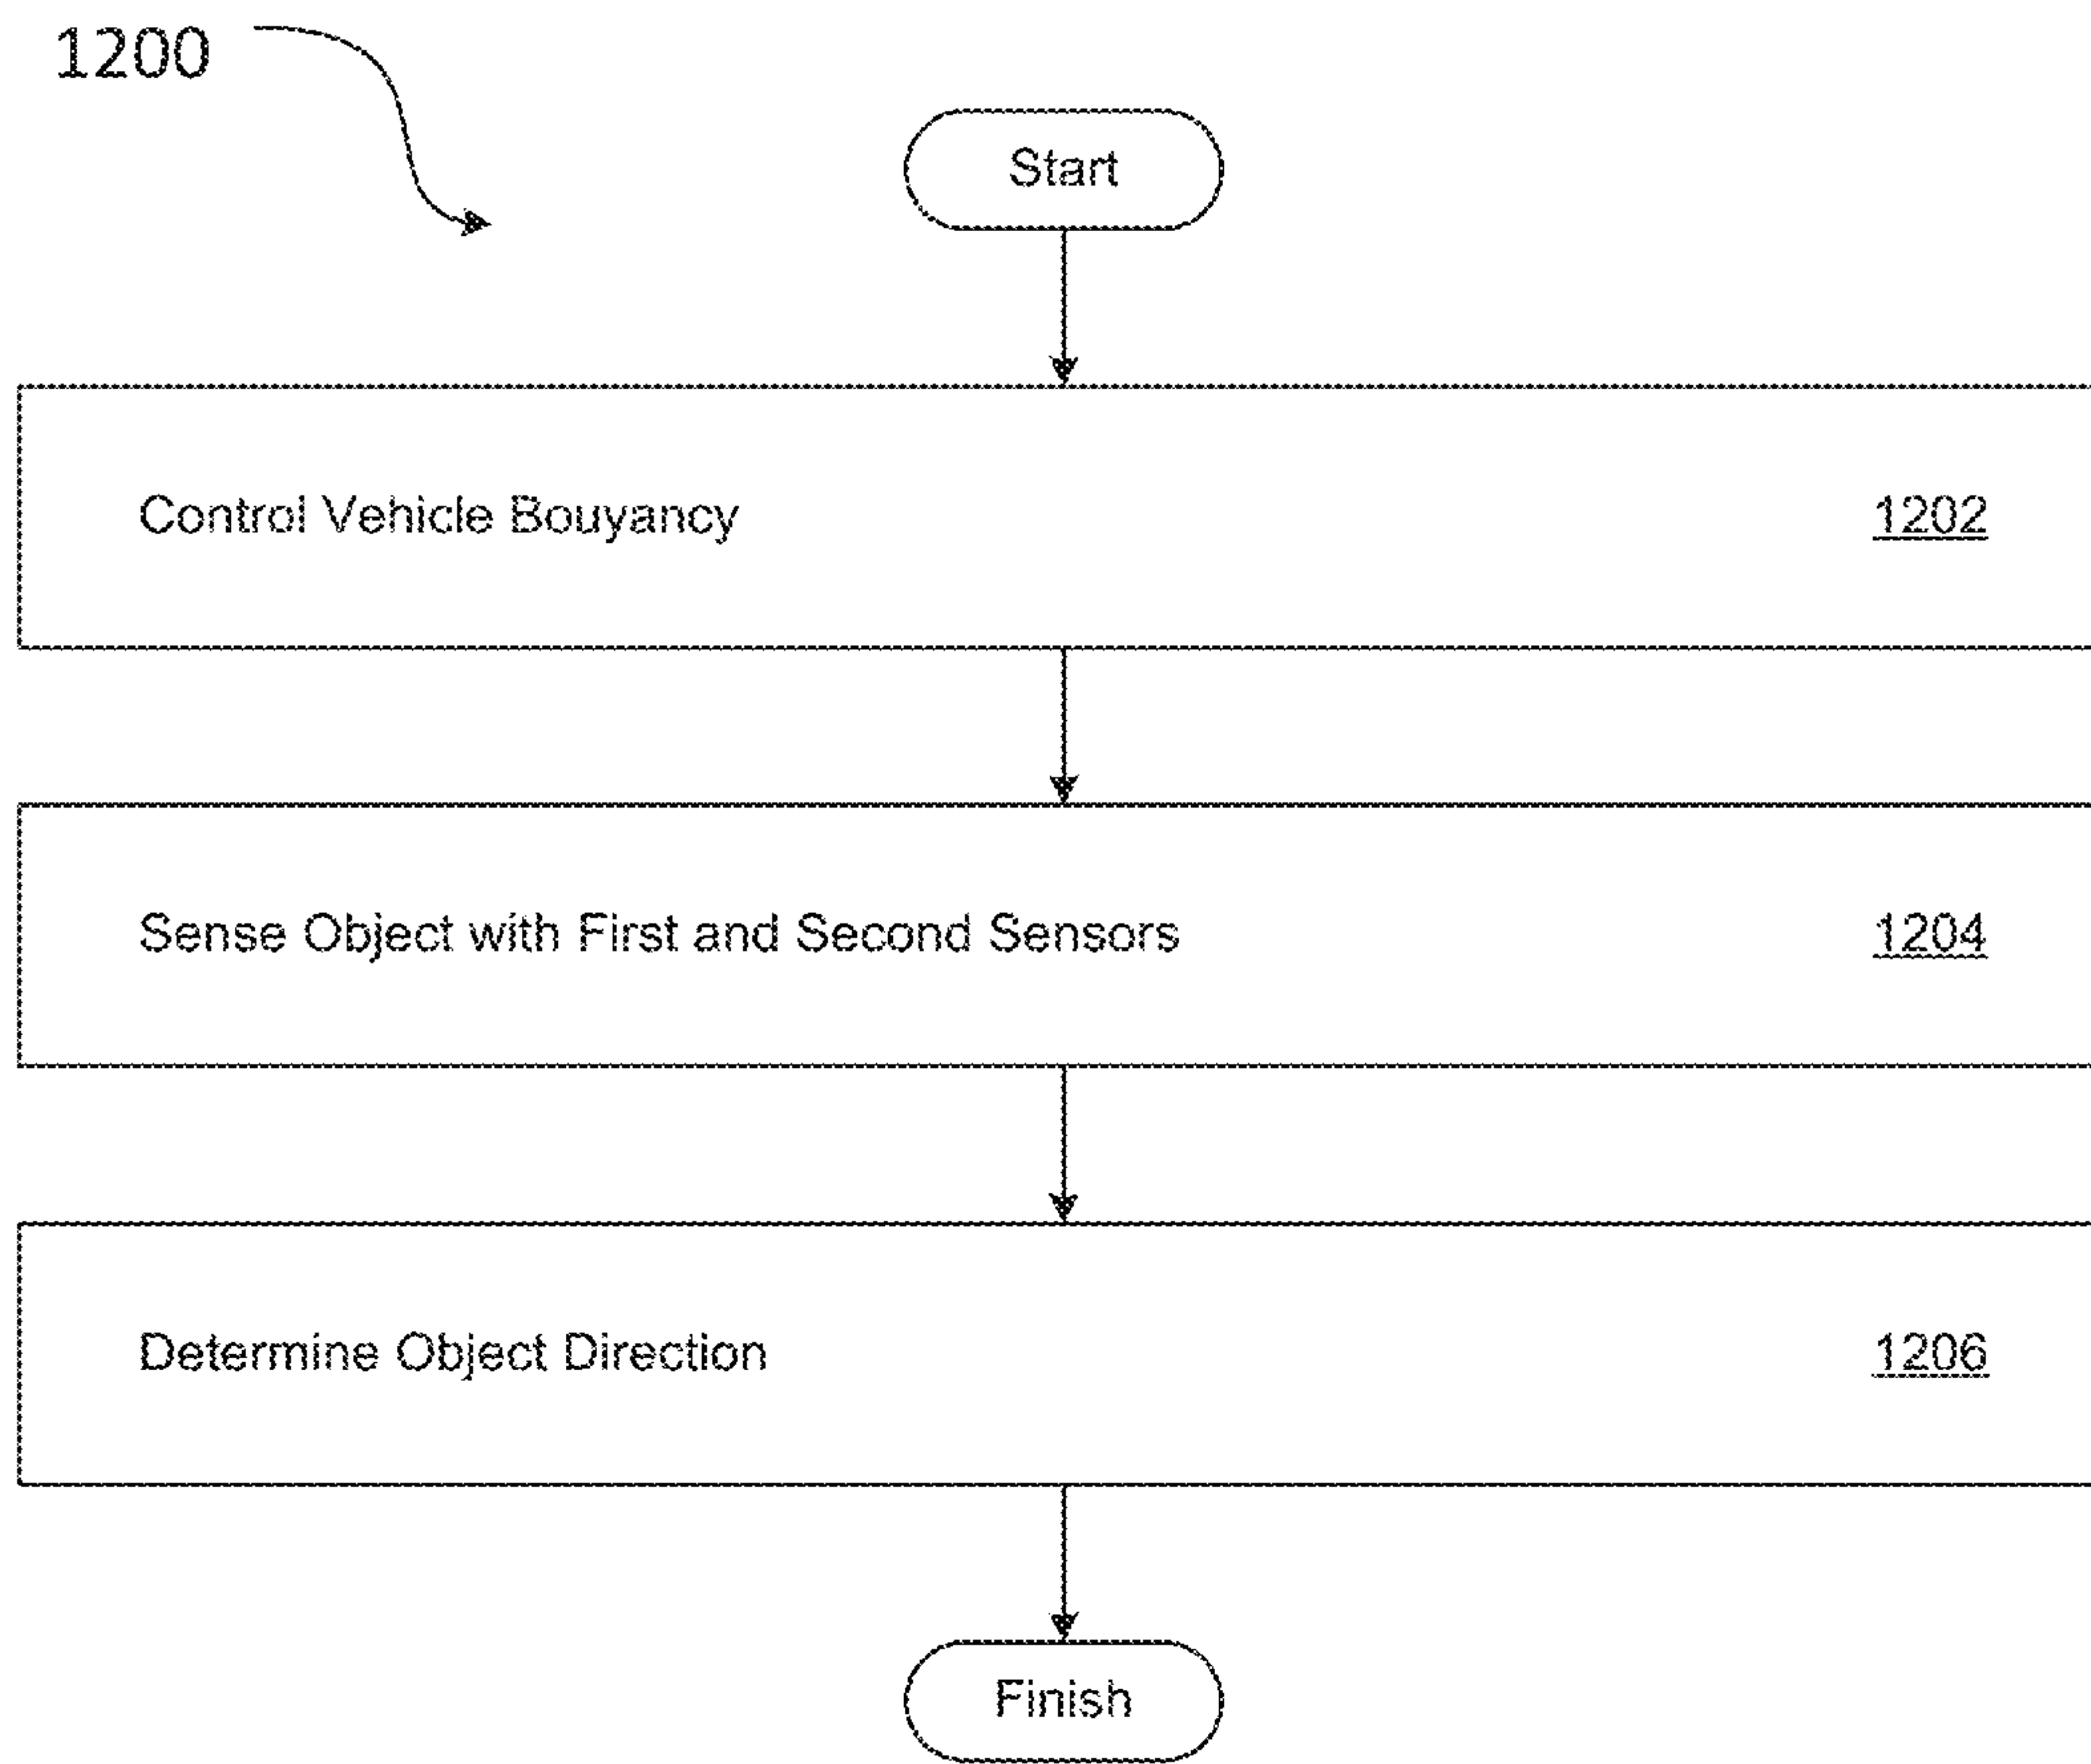 1200
Start
Control Vehicle Bouyancy 1202
Sense Object with First and Second Sensors 1204
Determine Object Direction 1206
Finish